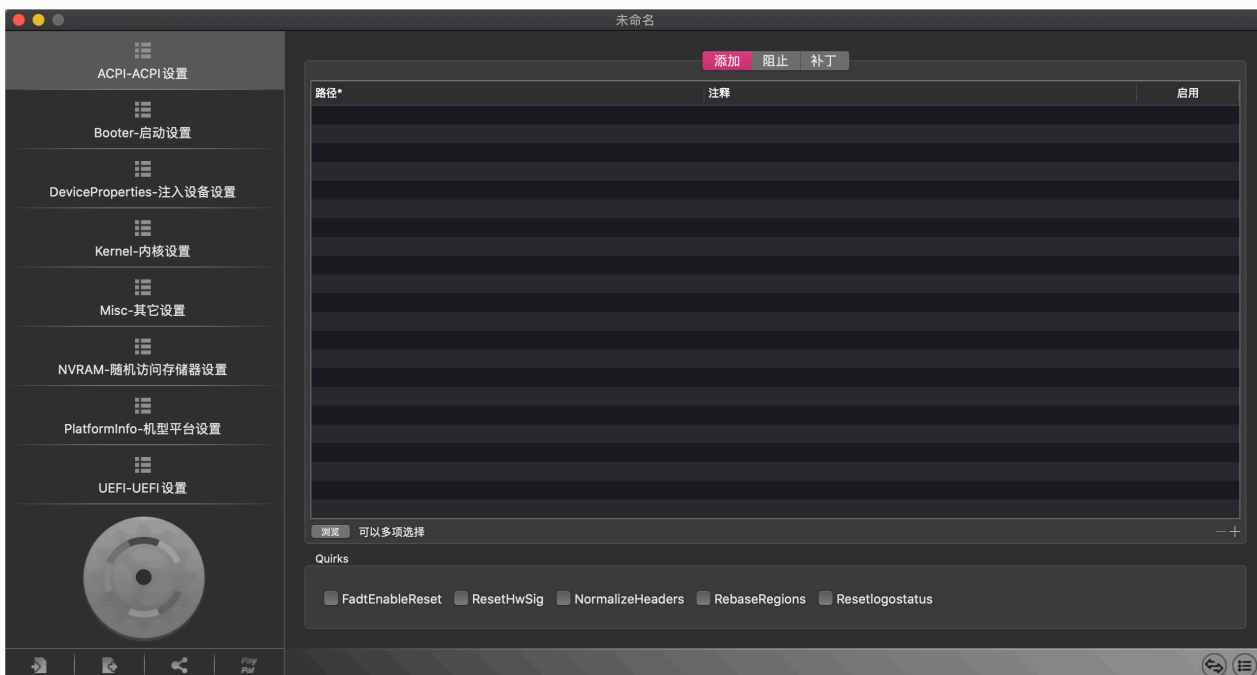 未命名
ACPI-ACPI设置
Booter-启动设置
DeviceProperties-注入设备设置
Kernel-内核设置
Misc-其它设置
NVRAM-随机访问存储器设置
PlatformInfo-机型平台设置
UEFI-UEFI设置
添加 阻止 补丁
路径* 注释 启用
浏览 可以多项选择
Quirks
FadtEnableReset ResetHwSig NormalizeHeaders RebaseRegions Resetlogostatus
Pay
Pal